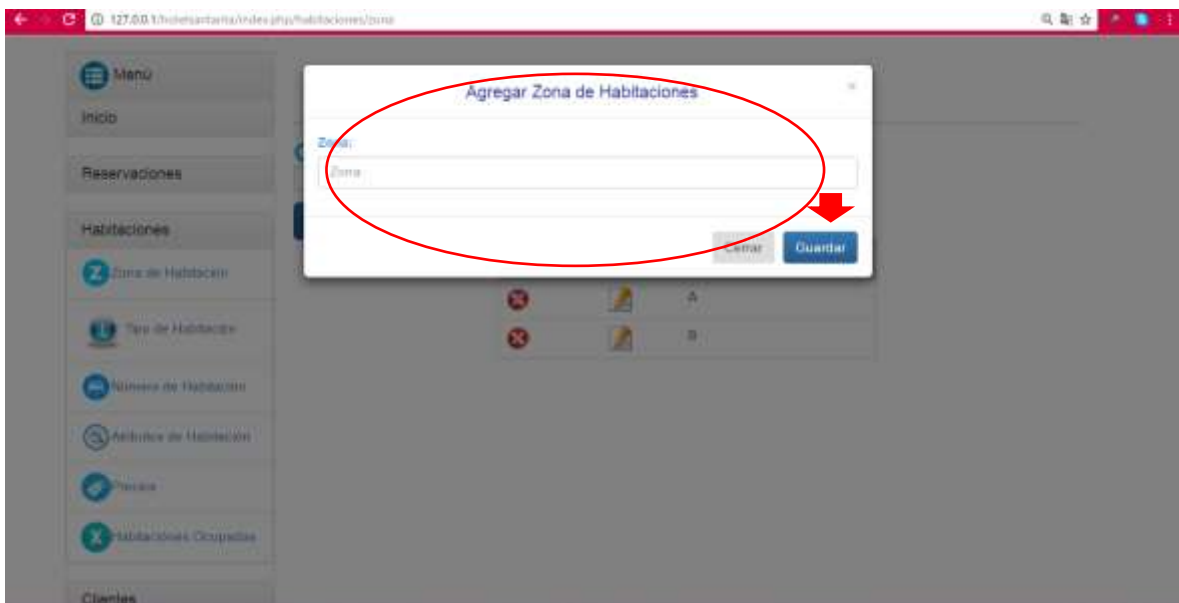 127.0.0.1/hotelsantarita/index.php/habitaciones/zona
Menú
Inicio
Reservaciones
Habitaciones
Zona de Habitación
Tipo de Habitación
Número de Habitación
Atributos de Habitación
Precios
Habitaciones Ocupadas
Clientes
Agregar Zona de Habitaciones
×
Zona:
Zona
Cerrar
Guardar
A
B